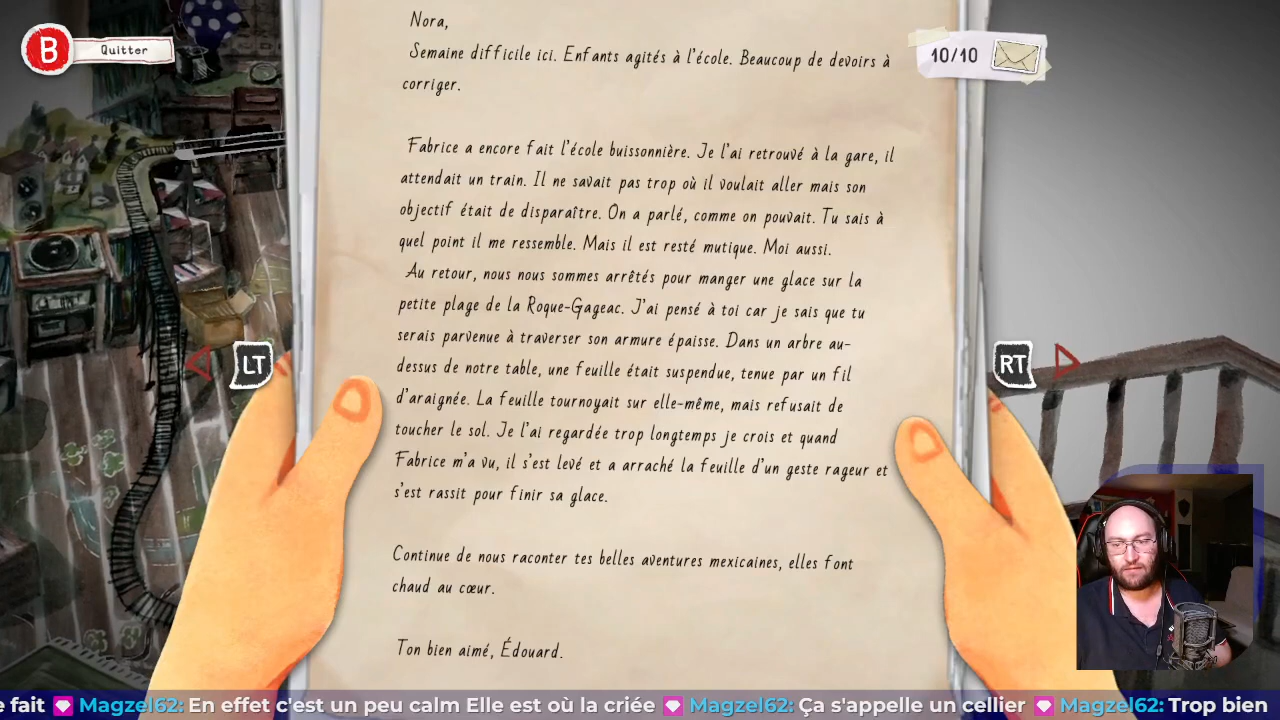 B Quitter
10/10
Nora,
Semaine difficile ici. Enfants agités à l'école. Beaucoup de devoirs à
corriger.
Fabrice a encore fait l'école buissonnière. Je l'ai retrouvé à la gare, il
attendait un train. Il ne savait pas trop où il voulait aller mais son
objectif était de disparaître. On a parlé, comme on pouvait. Tu sais à
quel point il me ressemble. Mais il est resté mutique. Moi aussi.
Au retour, nous nous sommes arrêtés pour manger une glace sur la
petite plage de la Roque-Gageac. J'ai pensé à toi car je sais que tu
serais parvenue à traverser son armure épaisse. Dans un arbre au-
dessus de notre table, une feuille était suspendue, tenue par un fil
d'araignée. La feuille tournoyait sur elle-même, mais refusait de
toucher le sol. Je l'ai regardée trop longtemps je crois et quand
Fabrice m'a vu, il s'est levé et a arraché la feuille d'un geste rageur et
s'est rassit pour finir sa glace.
Continue de nous raconter tes belles aventures mexicaines, elles font
chaud au cœur.
Ton bien aimé, Édouard.
LT
RT
e fait Magzel62: En effet c'est un peu calm Elle est où la criée Magzel62: Ça s'appelle un cellier Magzel62: Trop bien